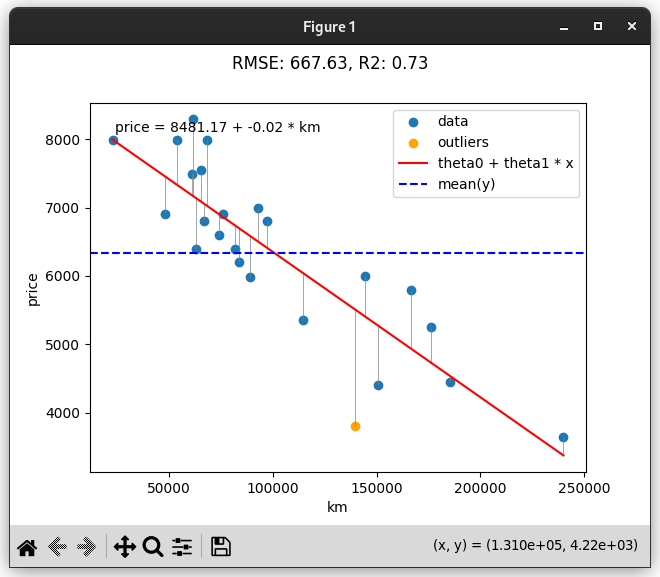 Figure 1
RMSE: 667.63, R2: 0.73
price = 8481.17 + -0.02 * km
data
outliers
theta0 + theta1 * x
mean(y)
8000
7000
6000
5000
4000
price
50000 100000 150000 200000 250000
km
(x, y) = (1.310e+05, 4.22e+03)